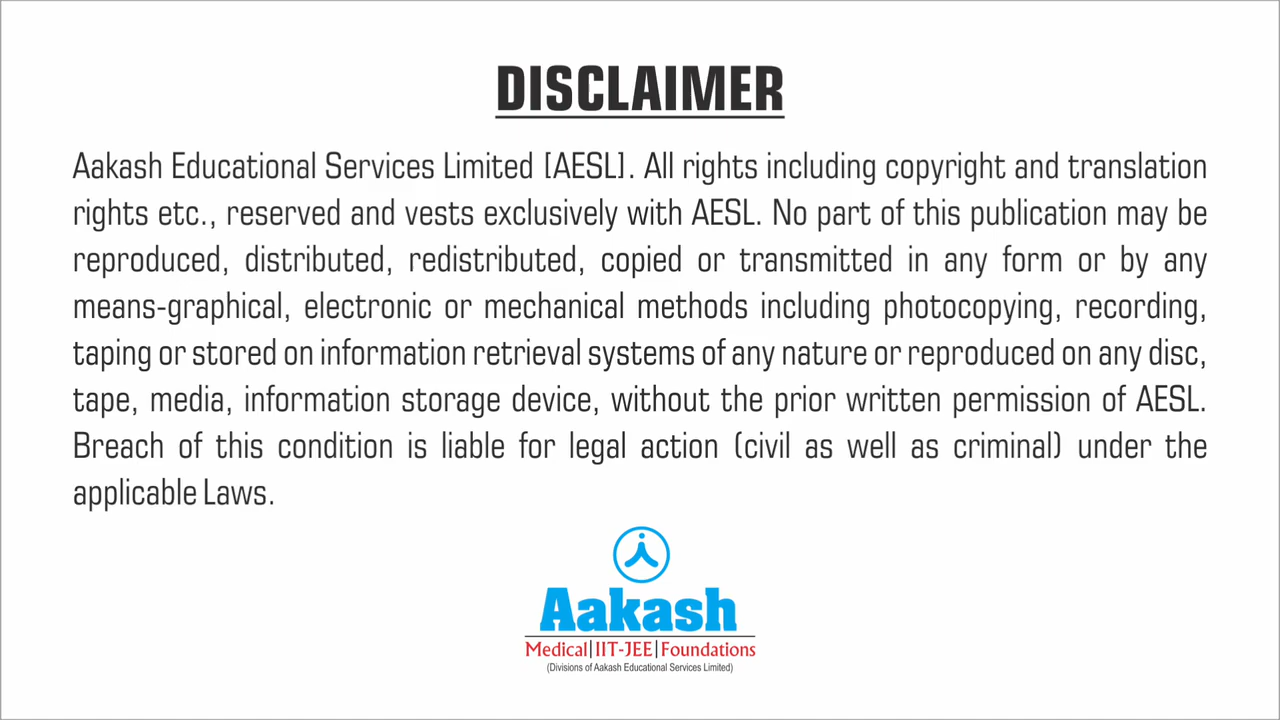 DISCLAIMER
Aakash Educational Services Limited [AESL]. All rights including copyright and translation
rights etc., reserved and vests exclusively with AESL. No part of this publication may be
reproduced, distributed, redistributed, copied or transmitted in any form or by any
means-graphical, electronic or mechanical methods including photocopying, recording,
taping or stored on information retrieval systems of any nature or reproduced on any disc,
tape, media, information storage device, without the prior written permission of AESL.
Breach of this condition is liable for legal action (civil as well as criminal) under the
applicable Laws.
Aakash
Medical|IIT-JEE|Foundations
(Divisions of Aakash Educational Services Limited)